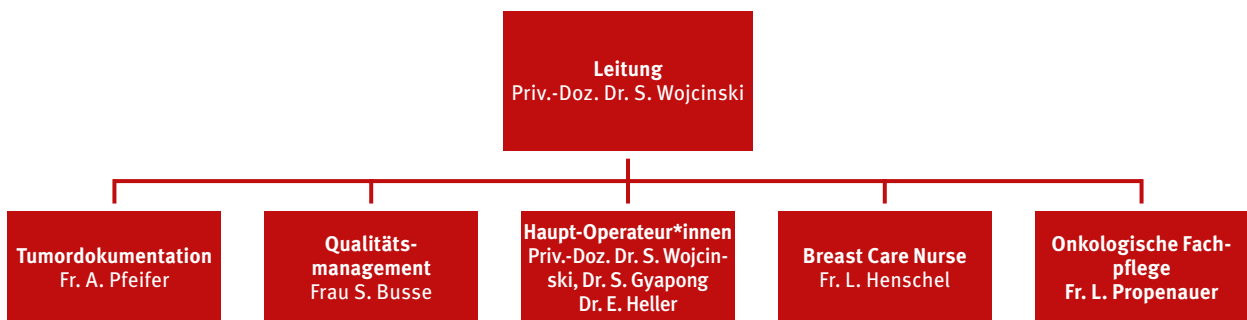 Leitung
Priv.-Doz. Dr. S. Wojcinski
Tumordokumentation
Fr. A. Pfeifer
Qualitäts-
management
Frau S. Busse
Haupt-Operateur*innen
Priv.-Doz. Dr. S. Wojcin-
ski, Dr. S. Gyapong
Dr. E. Heller
Breast Care Nurse
Fr. L. Henschel
Onkologische Fach-
pflege
Fr. L. Propenauer